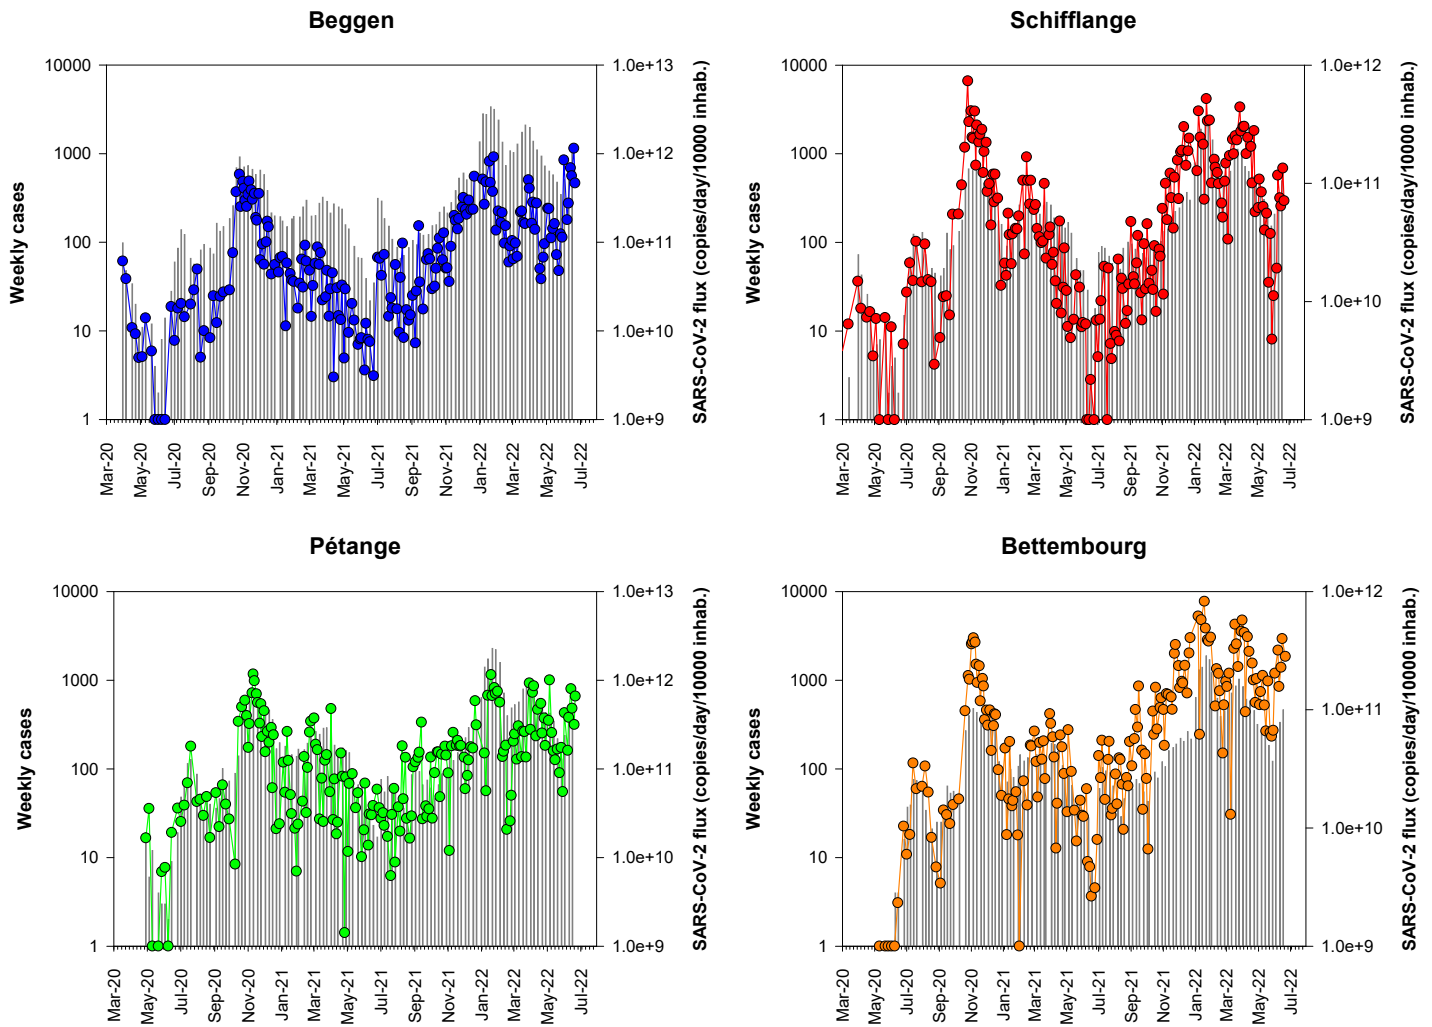 Beggen
Weekly cases
10000
1000
100
10
1
1.0e+13
1.0e+12
1.0e+11
1.0e+10
1.0e+9
SARS-CoV-2 flux (copies/day/10000 inhab.)
Mar-20
May-20
Jul-20
Sep-20
Nov-20
Jan-21
Mar-21
May-21
Jul-21
Sep-21
Nov-21
Jan-22
Mar-22
May-22
Jul-22
Schifflange
Weekly cases
10000
1000
100
10
1
1.0e+12
1.0e+11
1.0e+10
1.0e+9
SARS-CoV-2 flux (copies/day/10000 inhab.)
Mar-20
May-20
Jul-20
Sep-20
Nov-20
Jan-21
Mar-21
May-21
Jul-21
Sep-21
Nov-21
Jan-22
Mar-22
May-22
Jul-22
Pétange
Weekly cases
10000
1000
100
10
1
1.0e+13
1.0e+12
1.0e+11
1.0e+10
1.0e+9
SARS-CoV-2 flux (copies/day/10000 inhab.)
Mar-20
May-20
Jul-20
Sep-20
Nov-20
Jan-21
Mar-21
May-21
Jul-21
Sep-21
Nov-21
Jan-22
Mar-22
May-22
Jul-22
Bettembourg
Weekly cases
10000
1000
100
10
1
1.0e+12
1.0e+11
1.0e+10
1.0e+9
SARS-CoV-2 flux (copies/day/10000 inhab.)
Mar-20
May-20
Jul-20
Sep-20
Nov-20
Jan-21
Mar-21
May-21
Jul-21
Sep-21
Nov-21
Jan-22
Mar-22
May-22
Jul-22